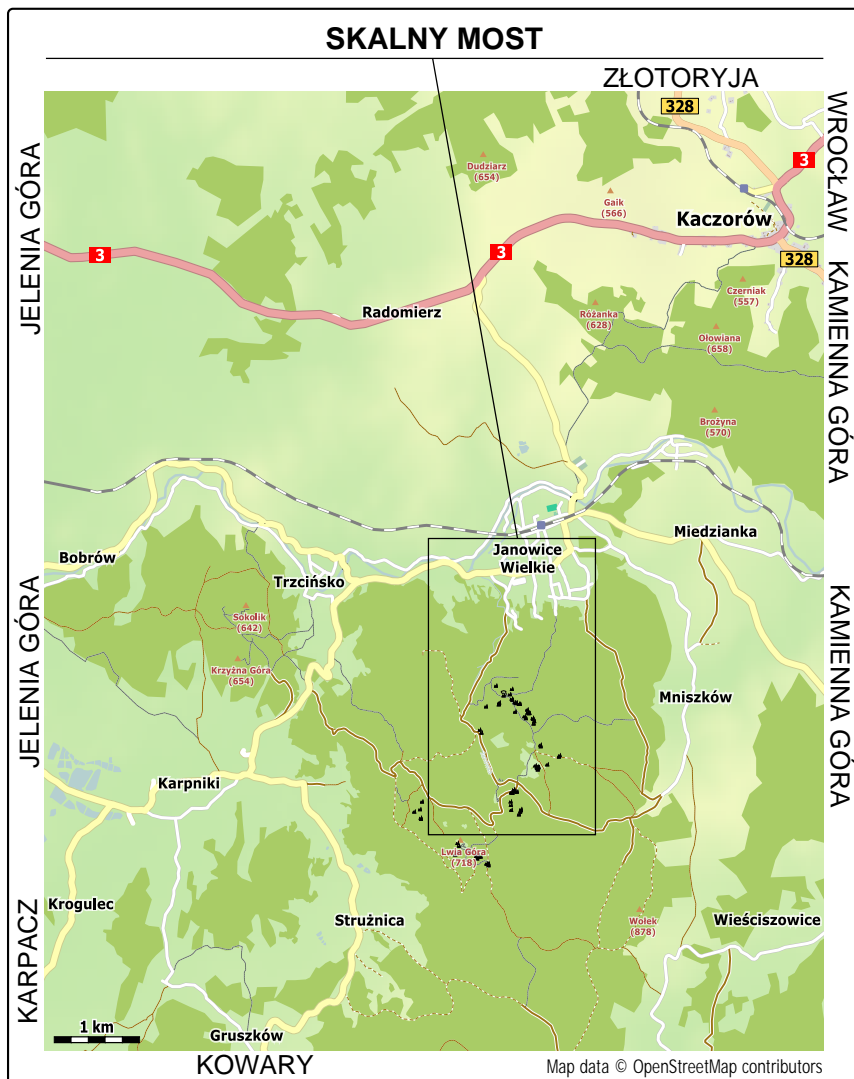 SKALNY MOST
ZŁOTORYJA
328
WROCŁAW
3
Dudziarz
(654)
Gaik
(566)
Kaczorów
JELENIA GÓRA
3
3
328
KAMIENNA GÓRA
Czerniak
(557)
Radomierz
Różanka
(628)
Ołowiana
(658)
Brożyna
(570)
Miedzianka
Bobrów
Janowice
Wielkie
Trzcińsko
JELENIA GÓRA
KAMIENNA GÓRA
Sokolik
(642)
Krzyżna Góra
(654)
Mniszków
Karpniki
Lwia Góra
(718)
KARPACZ
Krogulec
Strużnica
Wołek
(878)
Wieściszowice
1 km
Gruszków
KOWARY
Map data © OpenStreetMap contributors